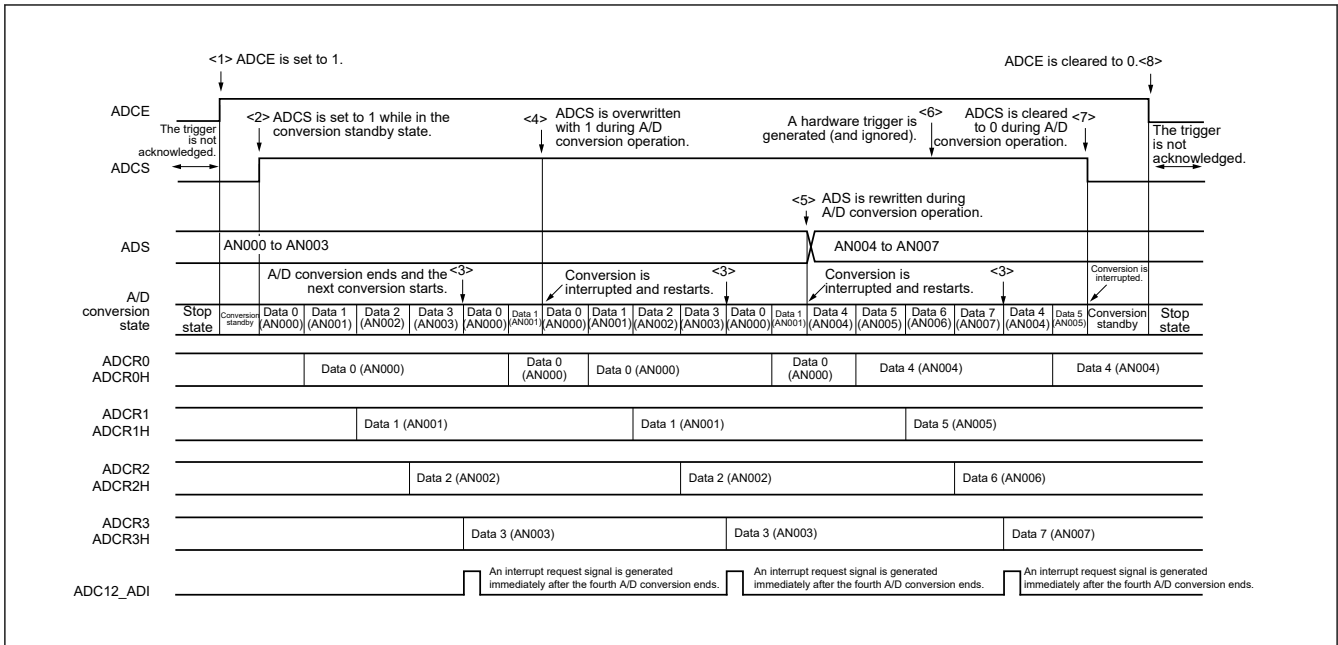 <1> ADCE is set to 1.
ADCE is cleared to 0.<8>
ADCE
The trigger
is not
acknowledged.
<2> ADCS is set to 1 while in the
conversion standby state.
<4> ADCS is overwritten
with 1 during A/D
conversion operation.
A hardware trigger is
generated (and ignored).
<6>
ADCS is cleared
to 0 during A/D
conversion operation.
<7>
The trigger
is not
acknowledged.
ADCS
<5> ADS is rewritten during
A/D conversion operation.
ADS
AN000 to AN003
AN004 to AN007
A/D conversion ends and the
next conversion starts.
<3>
Conversion is
interrupted and restarts.
<3>
Conversion is
interrupted and restarts.
<3>
Conversion is
interrupted.
A/D
conversion
state
Stop
state
Conversion
standby
Data 0
(AN000)
Data 1
(AN001)
Data 2
(AN002)
Data 3
(AN003)
Data 0
(AN000)
Data 1
(AN001)
Data 0
(AN000)
Data 1
(AN001)
Data 2
(AN002)
Data 3
(AN003)
Data 0
(AN000)
Data 1
(AN001)
Data 4
(AN004)
Data 5
(AN005)
Data 6
(AN006)
Data 7
(AN007)
Data 4
(AN004)
Data 5
(AN005)
Conversion
standby
Stop
state
ADCR0
ADCR0H
Data 0 (AN000)
Data 0
(AN000)
Data 0 (AN000)
Data 0
(AN000)
Data 4 (AN004)
Data 4 (AN004)
ADCR1
ADCR1H
Data 1 (AN001)
Data 1 (AN001)
Data 5 (AN005)
ADCR2
ADCR2H
Data 2 (AN002)
Data 2 (AN002)
Data 6 (AN006)
ADCR3
ADCR3H
Data 3 (AN003)
Data 3 (AN003)
Data 7 (AN007)
ADC12_ADI
An interrupt request signal is generated
immediately after the fourth A/D conversion ends.
An interrupt request signal is generated
immediately after the fourth A/D conversion ends.
An interrupt request signal is generated
immediately after the fourth A/D conversion ends.